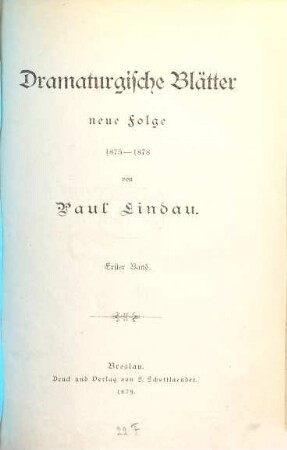 Dramaturgische Blätter
neue Folge
1875—1878
von
Paul Lindau.
Erster Band.
Breslau.
Druck und Verlag von S. Schottlaender.
1879.